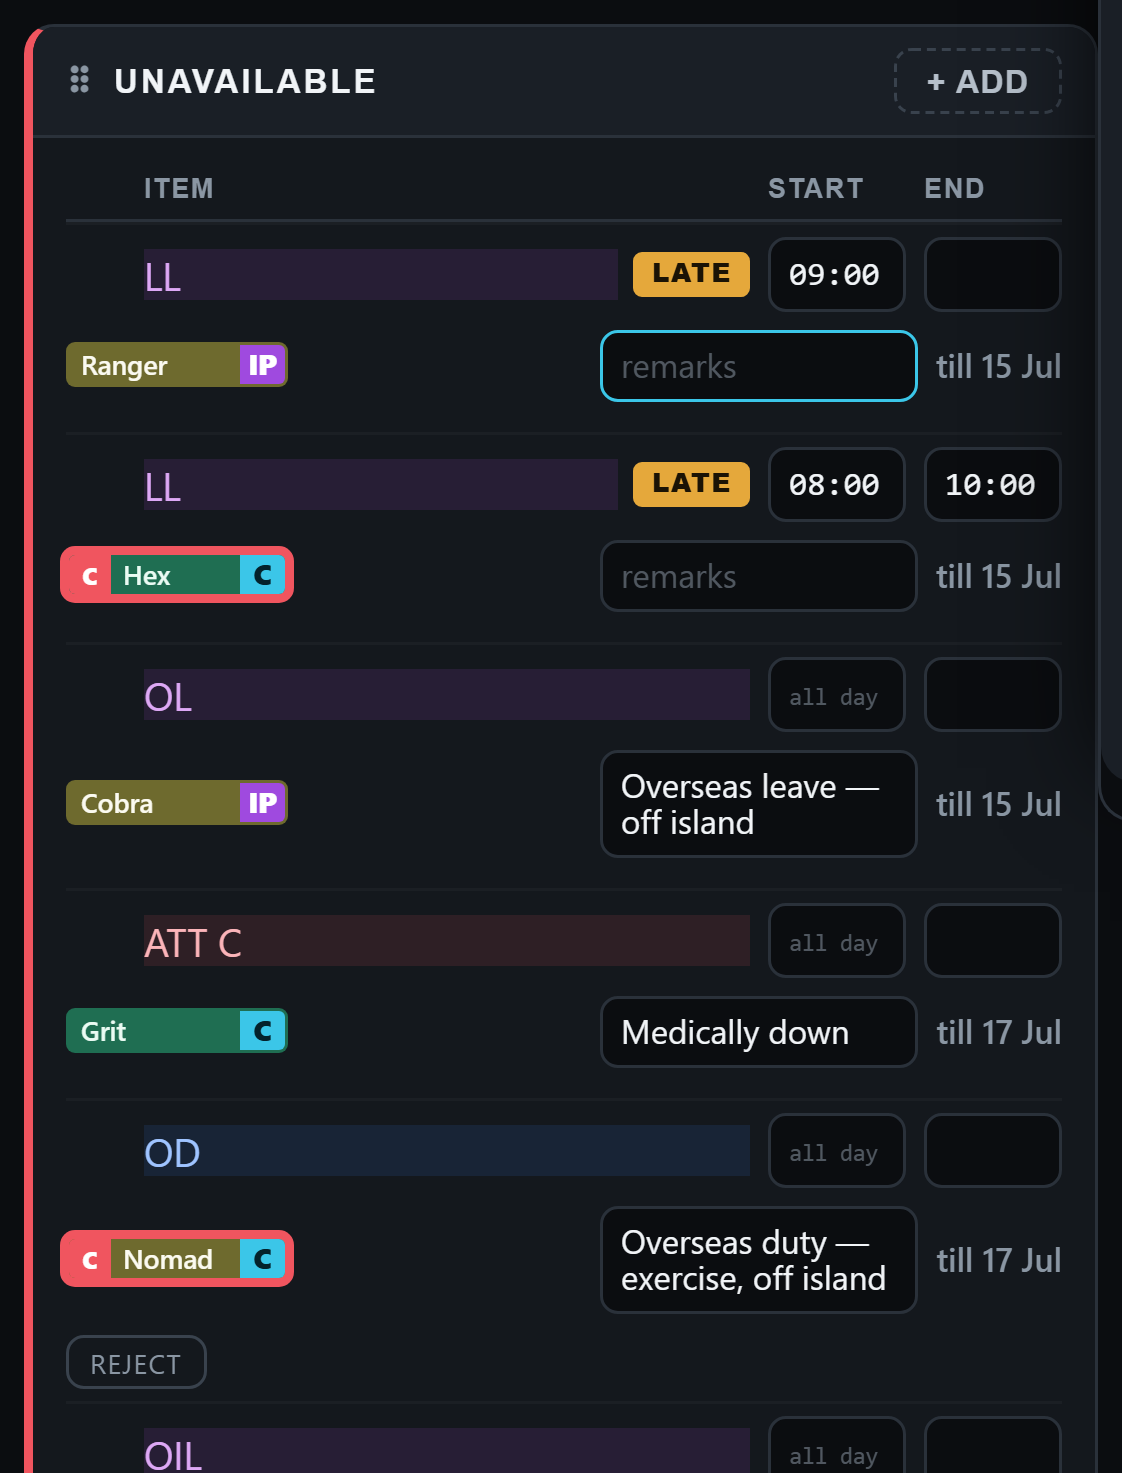 UNAVAILABLE
+ ADD
ITEM START END
LL LATE 09:00
Ranger IP remarks till 15 Jul
LL LATE 08:00 10:00
C Hex C remarks till 15 Jul
OL all day
Cobra IP Overseas leave — till 15 Jul
off island
ATT C all day
Grit C Medically down till 17 Jul
OD all day
C Nomad C Overseas duty — till 17 Jul
exercise, off island
REJECT
OIL all day